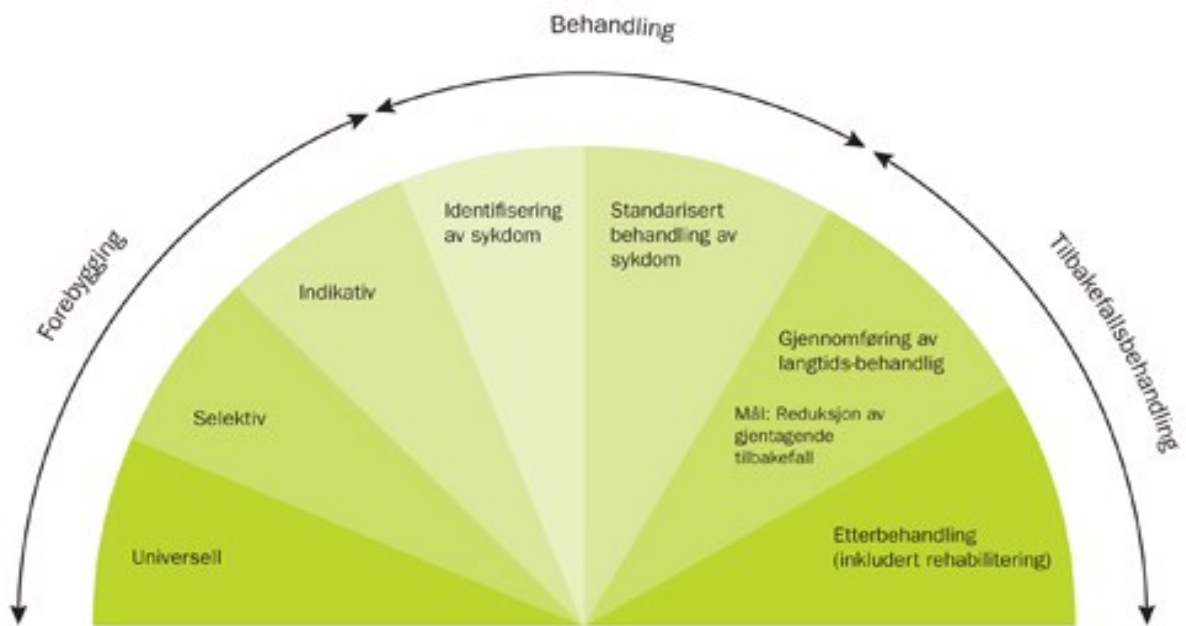 Behandling
Forebygging
Tilbakefallsbehandling
Identifisering
av sykdom
Standarisert
behandling av
sykdom
Indikativ
Gjennomføring av
langtids-behandlig
Selektiv
Mål: Reduksjon av
gjentagende
tilbakefall
Universell
Etterbehandling
(inkludert rehabilitering)